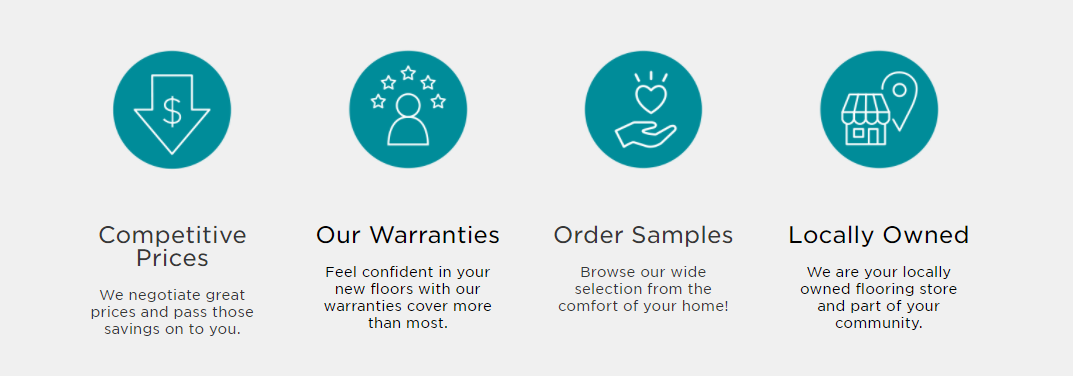 $
Competitive
Prices
We negotiate great
prices and pass those
savings on to you.
Our Warranties
Feel confident in your
new floors with our
warranties cover more
than most.
Order Samples
Browse our wide
selection from the
comfort of your home!
Locally Owned
We are your locally
owned flooring store
and part of your
community.